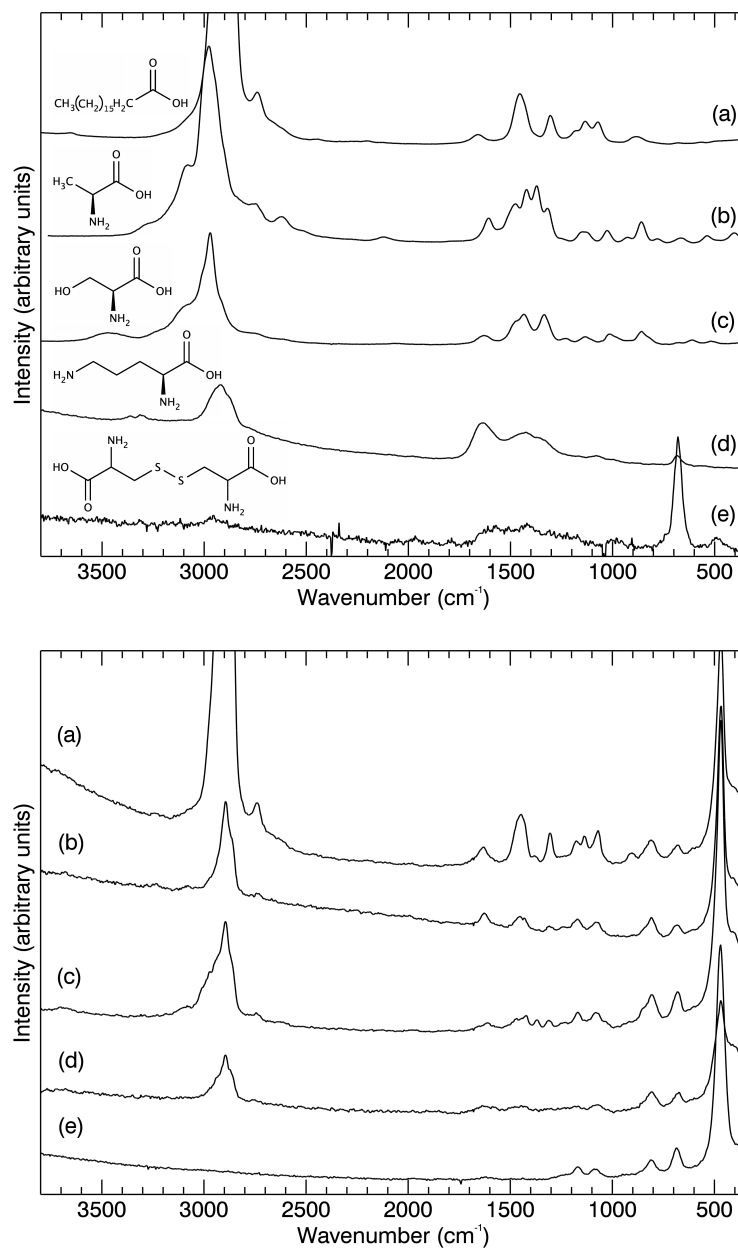 CH₃(CH₂)₁₅H₂C
O
OH
(a)
H₃C
O
OH
NH₂
(b)
HO
O
OH
NH₂
(c)
H₂N
O
OH
NH₂
(d)
NH₂
HO
O
S
S
O
OH
NH₂
(e)
Intensity (arbitrary units)
3500 3000 2500 2000 1500 1000 500
Wavenumber (cm⁻¹)
(a)
(b)
(c)
(d)
(e)
Intensity (arbitrary units)
3500 3000 2500 2000 1500 1000 500
Wavenumber (cm⁻¹)